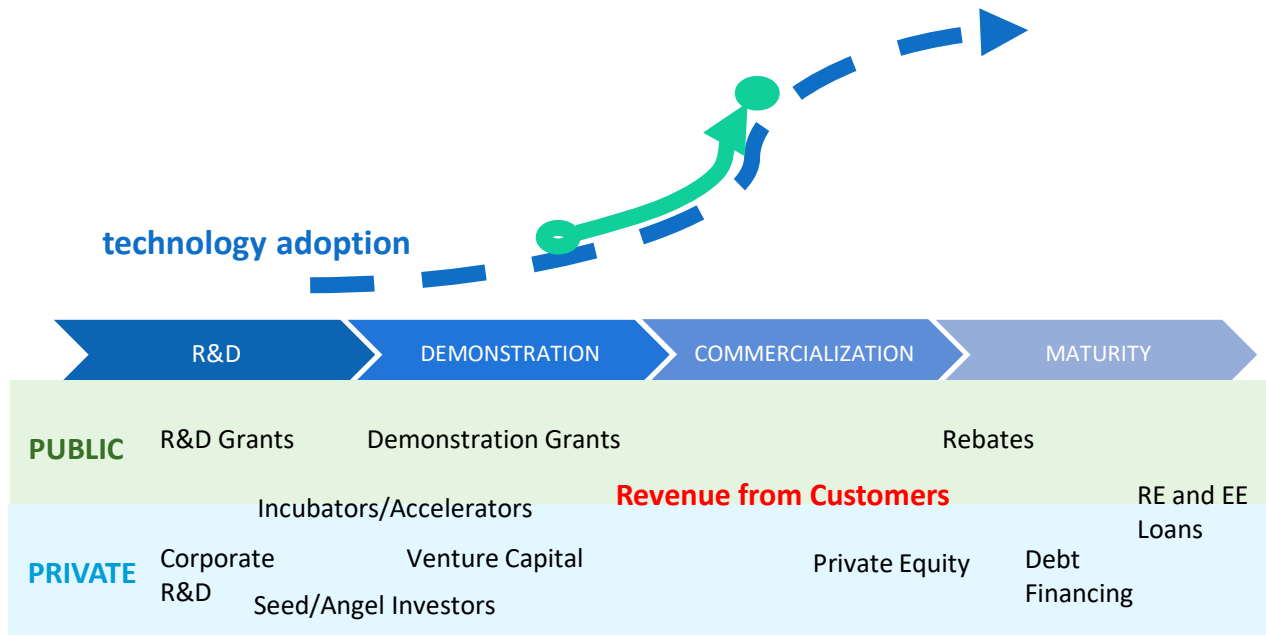 technology adoption
R&D
DEMONSTRATION
COMMERCIALIZATION
MATURITY
PUBLIC
R&D Grants
Demonstration Grants
Rebates
Incubators/Accelerators
Revenue from Customers
RE and EE
Loans
PRIVATE
Corporate
R&D
Venture Capital
Private Equity
Debt
Financing
Seed/Angel Investors